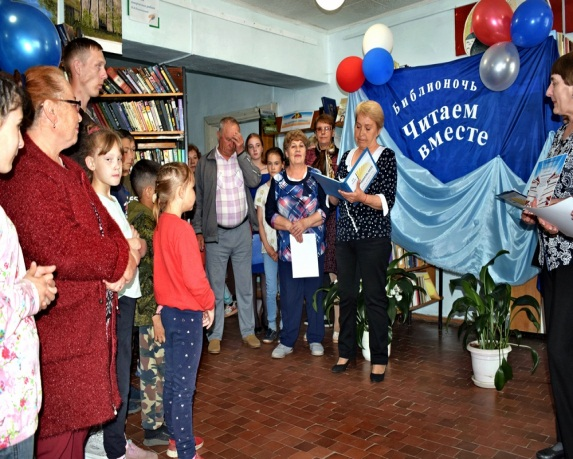 Библионочь
Читаем
вместе